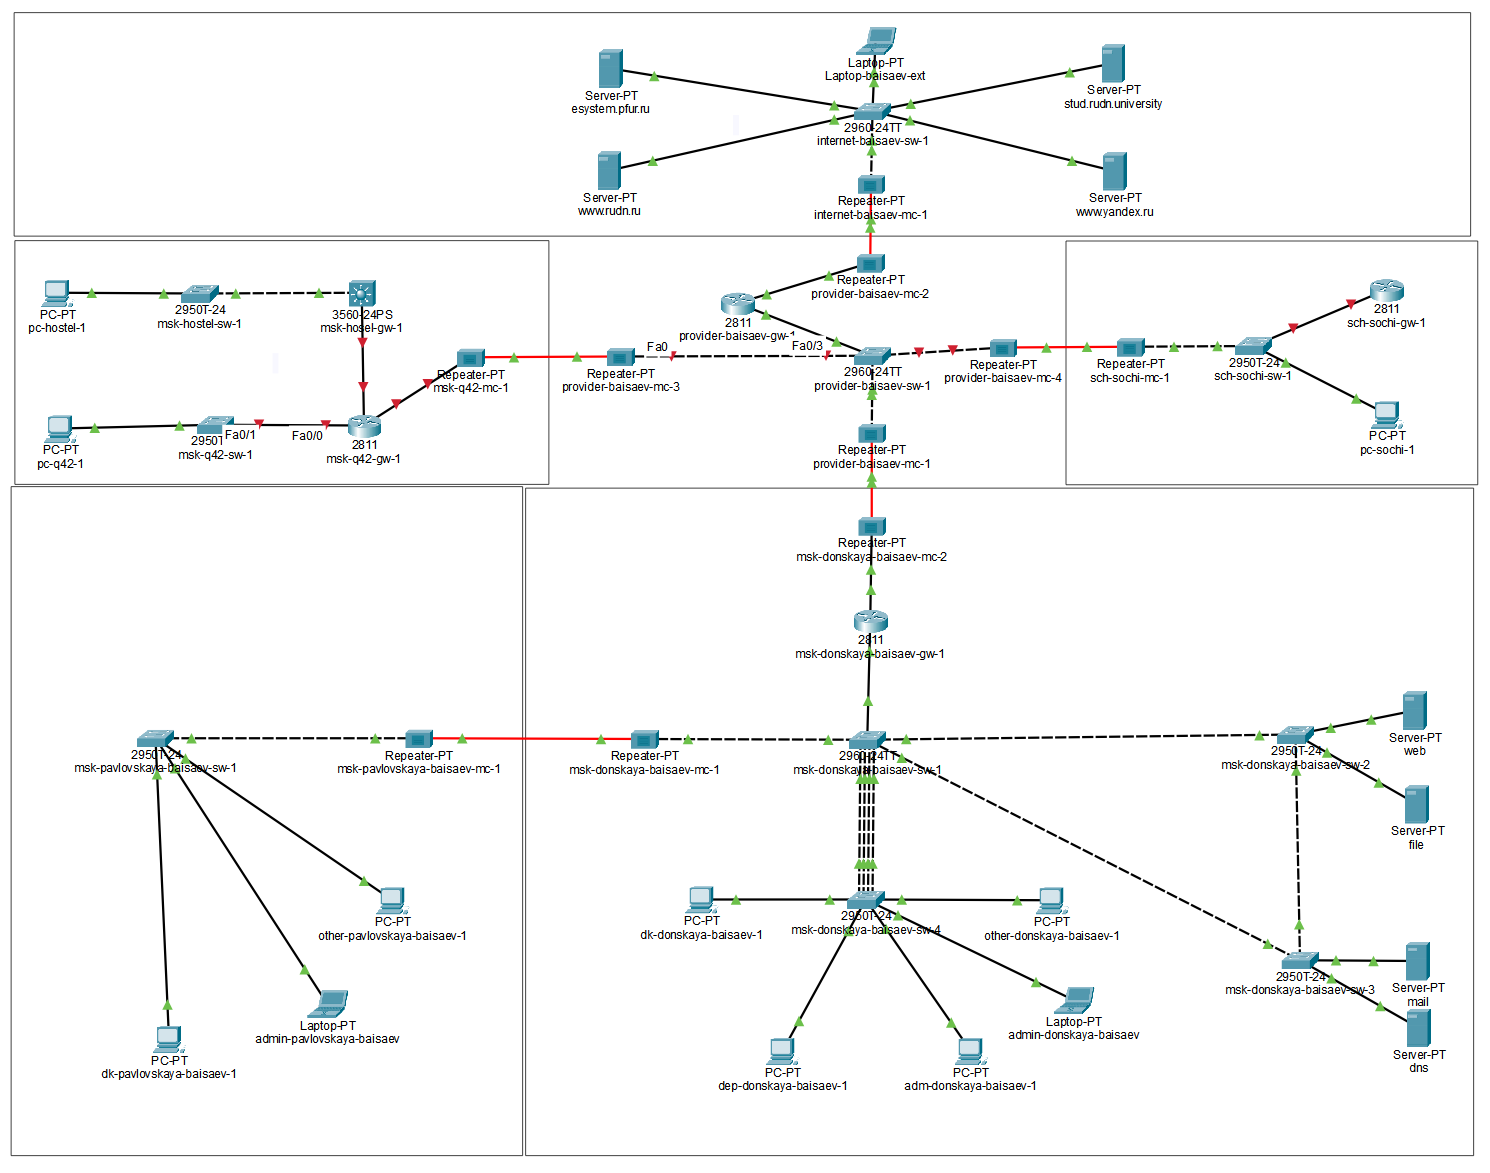 Laptop-PT
Laptop-baisaev-ext
Server-PT
esystem.pfur.ru
Server-PT
stud.rudn.university
2960-24TT
internet-baisaev-sw-1
Server-PT
www.rudn.ru
Server-PT
www.yandex.ru
Repeater-PT
internet-baisaev-mc-1
Repeater-PT
provider-baisaev-mc-2
PC-PT
pc-hostel-1
2950T-24
msk-hostel-sw-1
3560-24PS
msk-hosel-gw-1
2811
provider-baisaev-gw-1
2811
sch-sochi-gw-1
Repeater-PT
msk-q42-mc-1
Repeater-PT
provider-baisaev-mc-3
Fa0
Fa0/3
2960-24TT
provider-baisaev-sw-1
Repeater-PT
provider-baisaev-mc-4
Repeater-PT
sch-sochi-mc-1
2950T-24
sch-sochi-sw-1
PC-PT
pc-q42-1
2950T
msk-q42-sw-1
Fa0/1
Fa0/0
2811
msk-q42-gw-1
Repeater-PT
provider-baisaev-mc-1
PC-PT
pc-sochi-1
Repeater-PT
msk-donskaya-baisaev-mc-2
2811
msk-donskaya-baisaev-gw-1
2950T-24
msk-pavlovskaya-baisaev-sw-1
Repeater-PT
msk-pavlovskaya-baisaev-mc-1
Repeater-PT
msk-donskaya-baisaev-mc-1
2960-24TT
msk-donskaya-baisaev-sw-1
2950T-24
msk-donskaya-baisaev-sw-2
Server-PT
web
Server-PT
file
PC-PT
other-pavlovskaya-baisaev-1
PC-PT
dk-donskaya-baisaev-1
2950T-24
msk-donskaya-baisaev-sw-4
PC-PT
other-donskaya-baisaev-1
2950T-24
msk-donskaya-baisaev-sw-3
Server-PT
mail
Laptop-PT
admin-pavlovskaya-baisaev
Laptop-PT
admin-donskaya-baisaev
PC-PT
dk-pavlovskaya-baisaev-1
PC-PT
dep-donskaya-baisaev-1
PC-PT
adm-donskaya-baisaev-1
Server-PT
dns